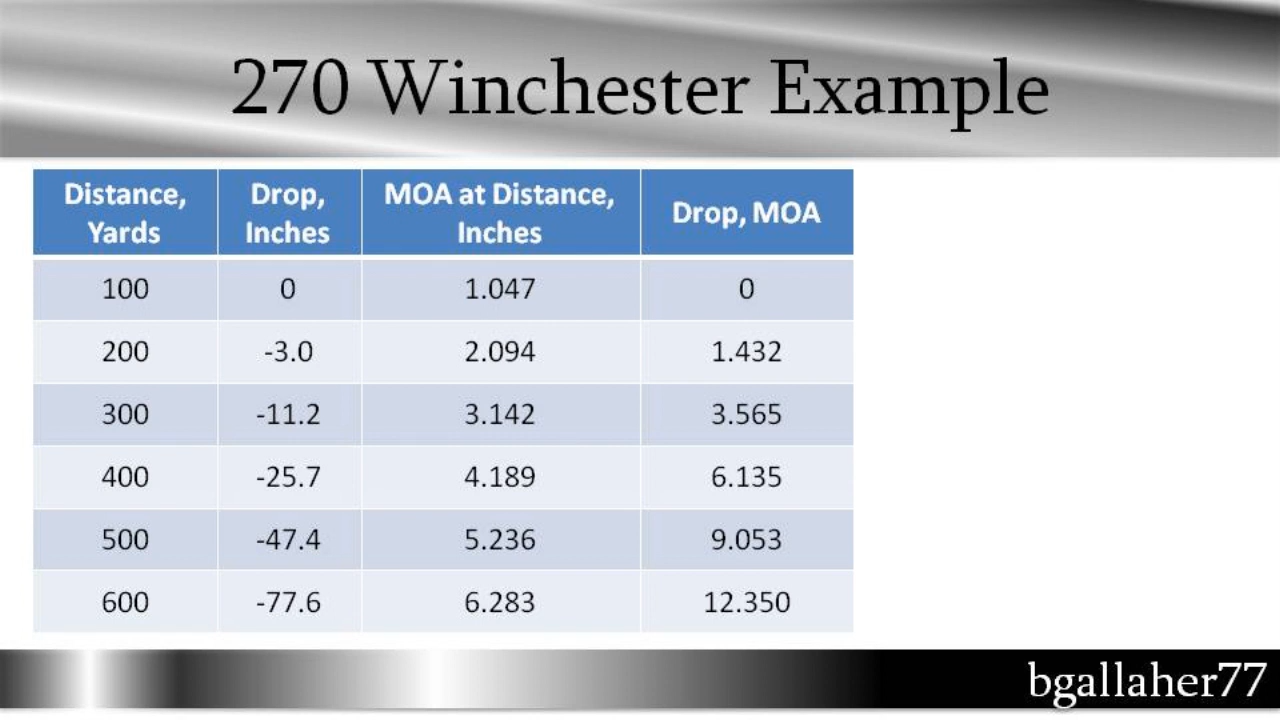 270 Winchester Example
Distance, Yards Drop, Inches MOA at Distance, Inches Drop, MOA
100 0 1.047 0
200 -3.0 2.094 1.432
300 -11.2 3.142 3.565
400 -25.7 4.189 6.135
500 -47.4 5.236 9.053
600 -77.6 6.283 12.350
bgallaher77